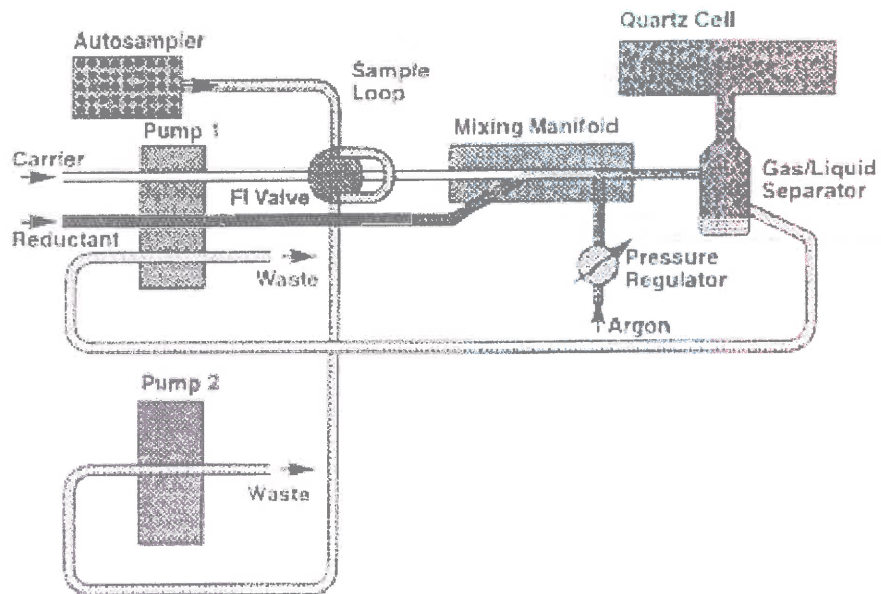 Quartz Cell
Autosampler
Sample
Loop
Pump 1
Mixing Manifold
Carrier
Gas/Liquid
Separator
FI Valve
Reductant
Waste
Pressure
Regulator
Argon
Pump 2
Waste